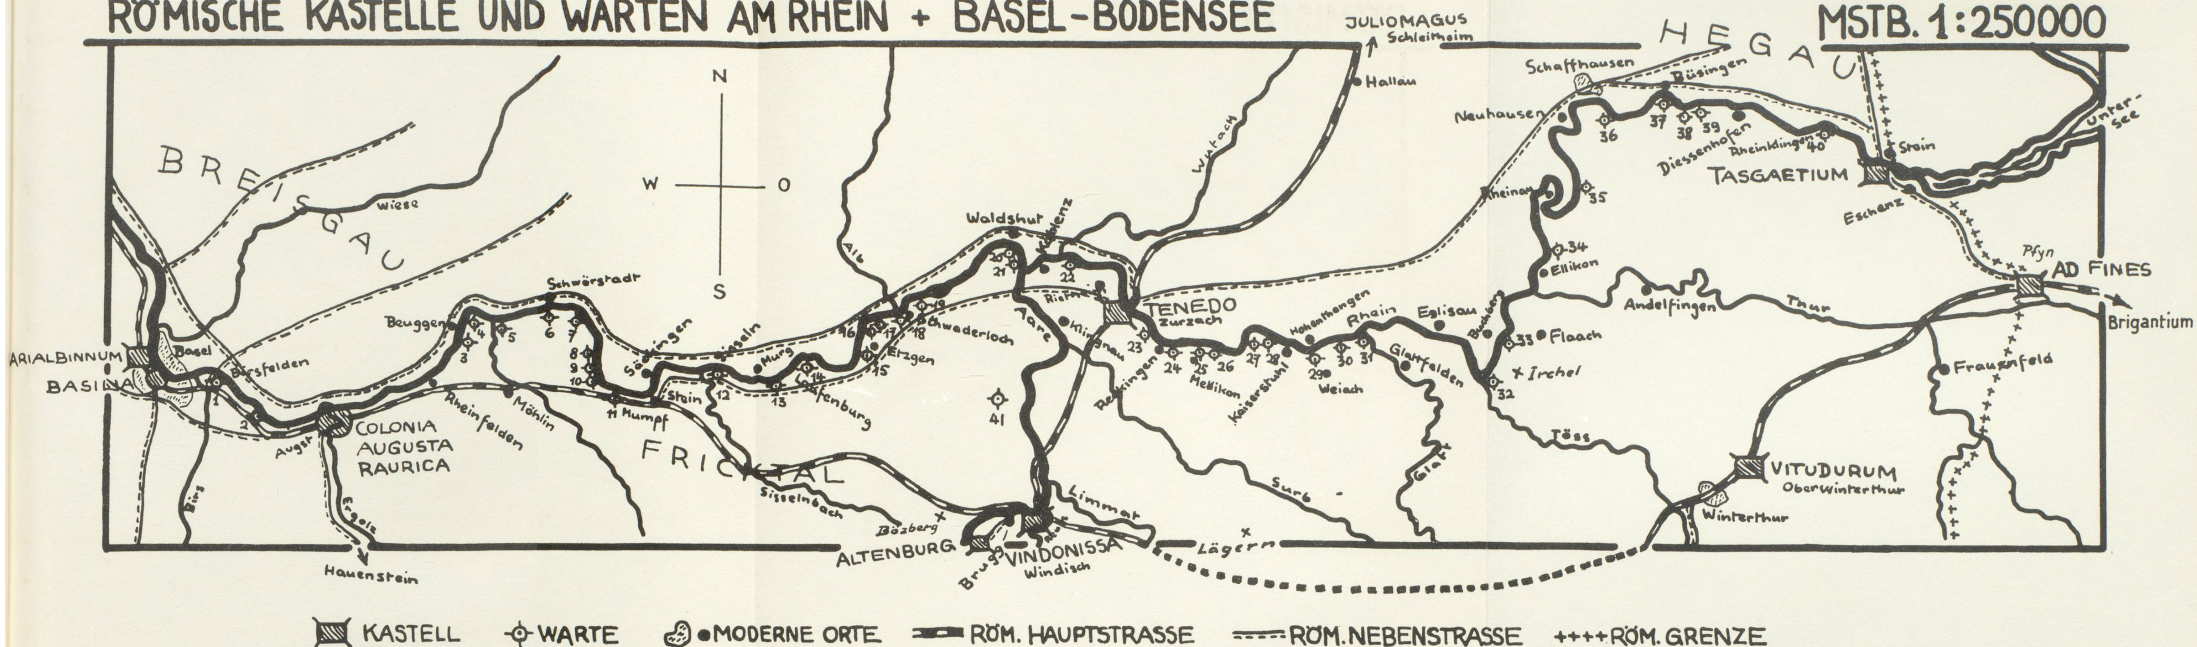 RÖMISCHE KASTELLE UND WARTEN AM RHEIN + BASEL-BODENSEE
MSTB. 1:250000
JULIOMAGUS
Schleitheim
HEGAU
Schaffhausen
Büsingen
Hallau
Neuhausen
36
37
38
39
Diessenhofen
Rheinklingen
40
Stein
TASGAETIUM
Eschenz
Unter-
see
N
W
O
S
BREISGAU
Wiese
Alb
Wutach
Waldshut
Koblenz
Rheinau
35
34
Ellikon
Pfyn
AD FINES
Brigantium
Schwörstadt
Beuggen
3
4
5
6
7
8
9
10
Säckingen
Sisseln
Murg
Stein
12
13
14
Laufenburg
15
Etzgen
16
17
18
19
Schwaderloch
20
21
22
Rietheim
Aare
Klingnau
TENEDO
Zurzach
23
Reckingen
24
25
Mellikon
26
27
28
Kaiserstuhl
Hohentengen
Rhein
29
Weiach
30
31
Glattfelden
Eglisau
Buchberg
32
33
Flaach
Irchel
Andelfingen
Thur
Frauenfeld
ARIALBINNUM
Basel
BASILIA
Birsfelden
1
2
Augst
COLONIA
AUGUSTA
RAURICA
Rheinfelden
Möhlin
11
Mumpf
FRICKTAL
Sisselnbach
Birs
Ergolz
Hauenstein
41
Surb
Glatt
Töss
Limmat
Bözberg
ALTENBURG
Brugg
VINDONISSA
Windisch
Lägern
VITUDURUM
Oberwinterthur
Winterthur
KASTELL
WARTE
MODERNE ORTE
RÖM. HAUPTSTRASSE
RÖM. NEBENSTRASSE
++++RÖM. GRENZE